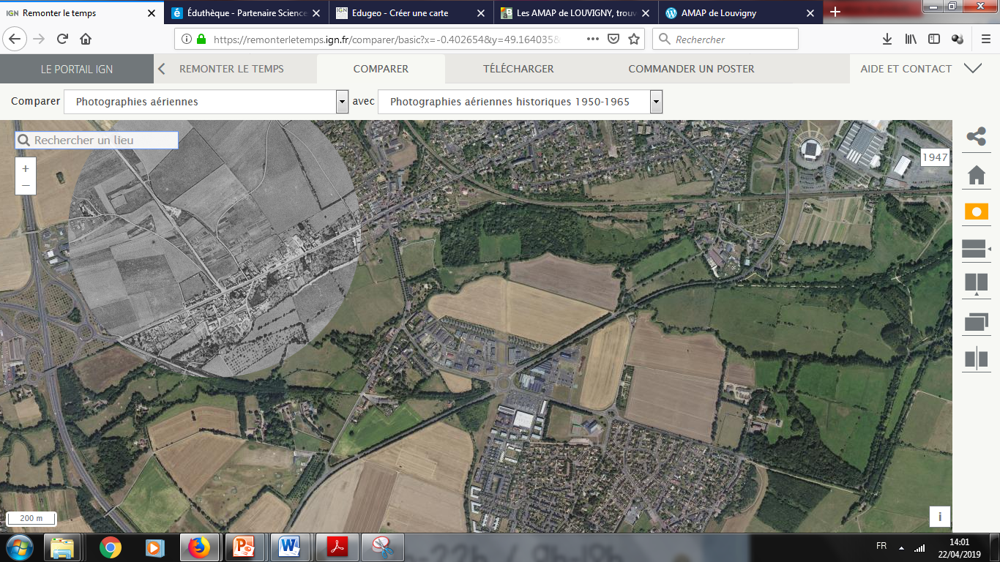 IGN Remonter le temps
Éduthèque - Partenaire Science
IGN Edugeo - Créer une carte
Les AMAP de LOUVIGNY, trouv
AMAP de Louvigny
https://remonterletemps.ign.fr/comparer/basic?x=-0.402654&y=49.164035&
Rechercher
LE PORTAIL IGN
REMONTER LE TEMPS
COMPARER
TÉLÉCHARGER
COMMANDER UN POSTER
AIDE ET CONTACT
Comparer Photographies aériennes avec Photographies aériennes historiques 1950-1965
Rechercher un lieu
+
–
1947
200 m
i
FR
14:01
22/04/2019